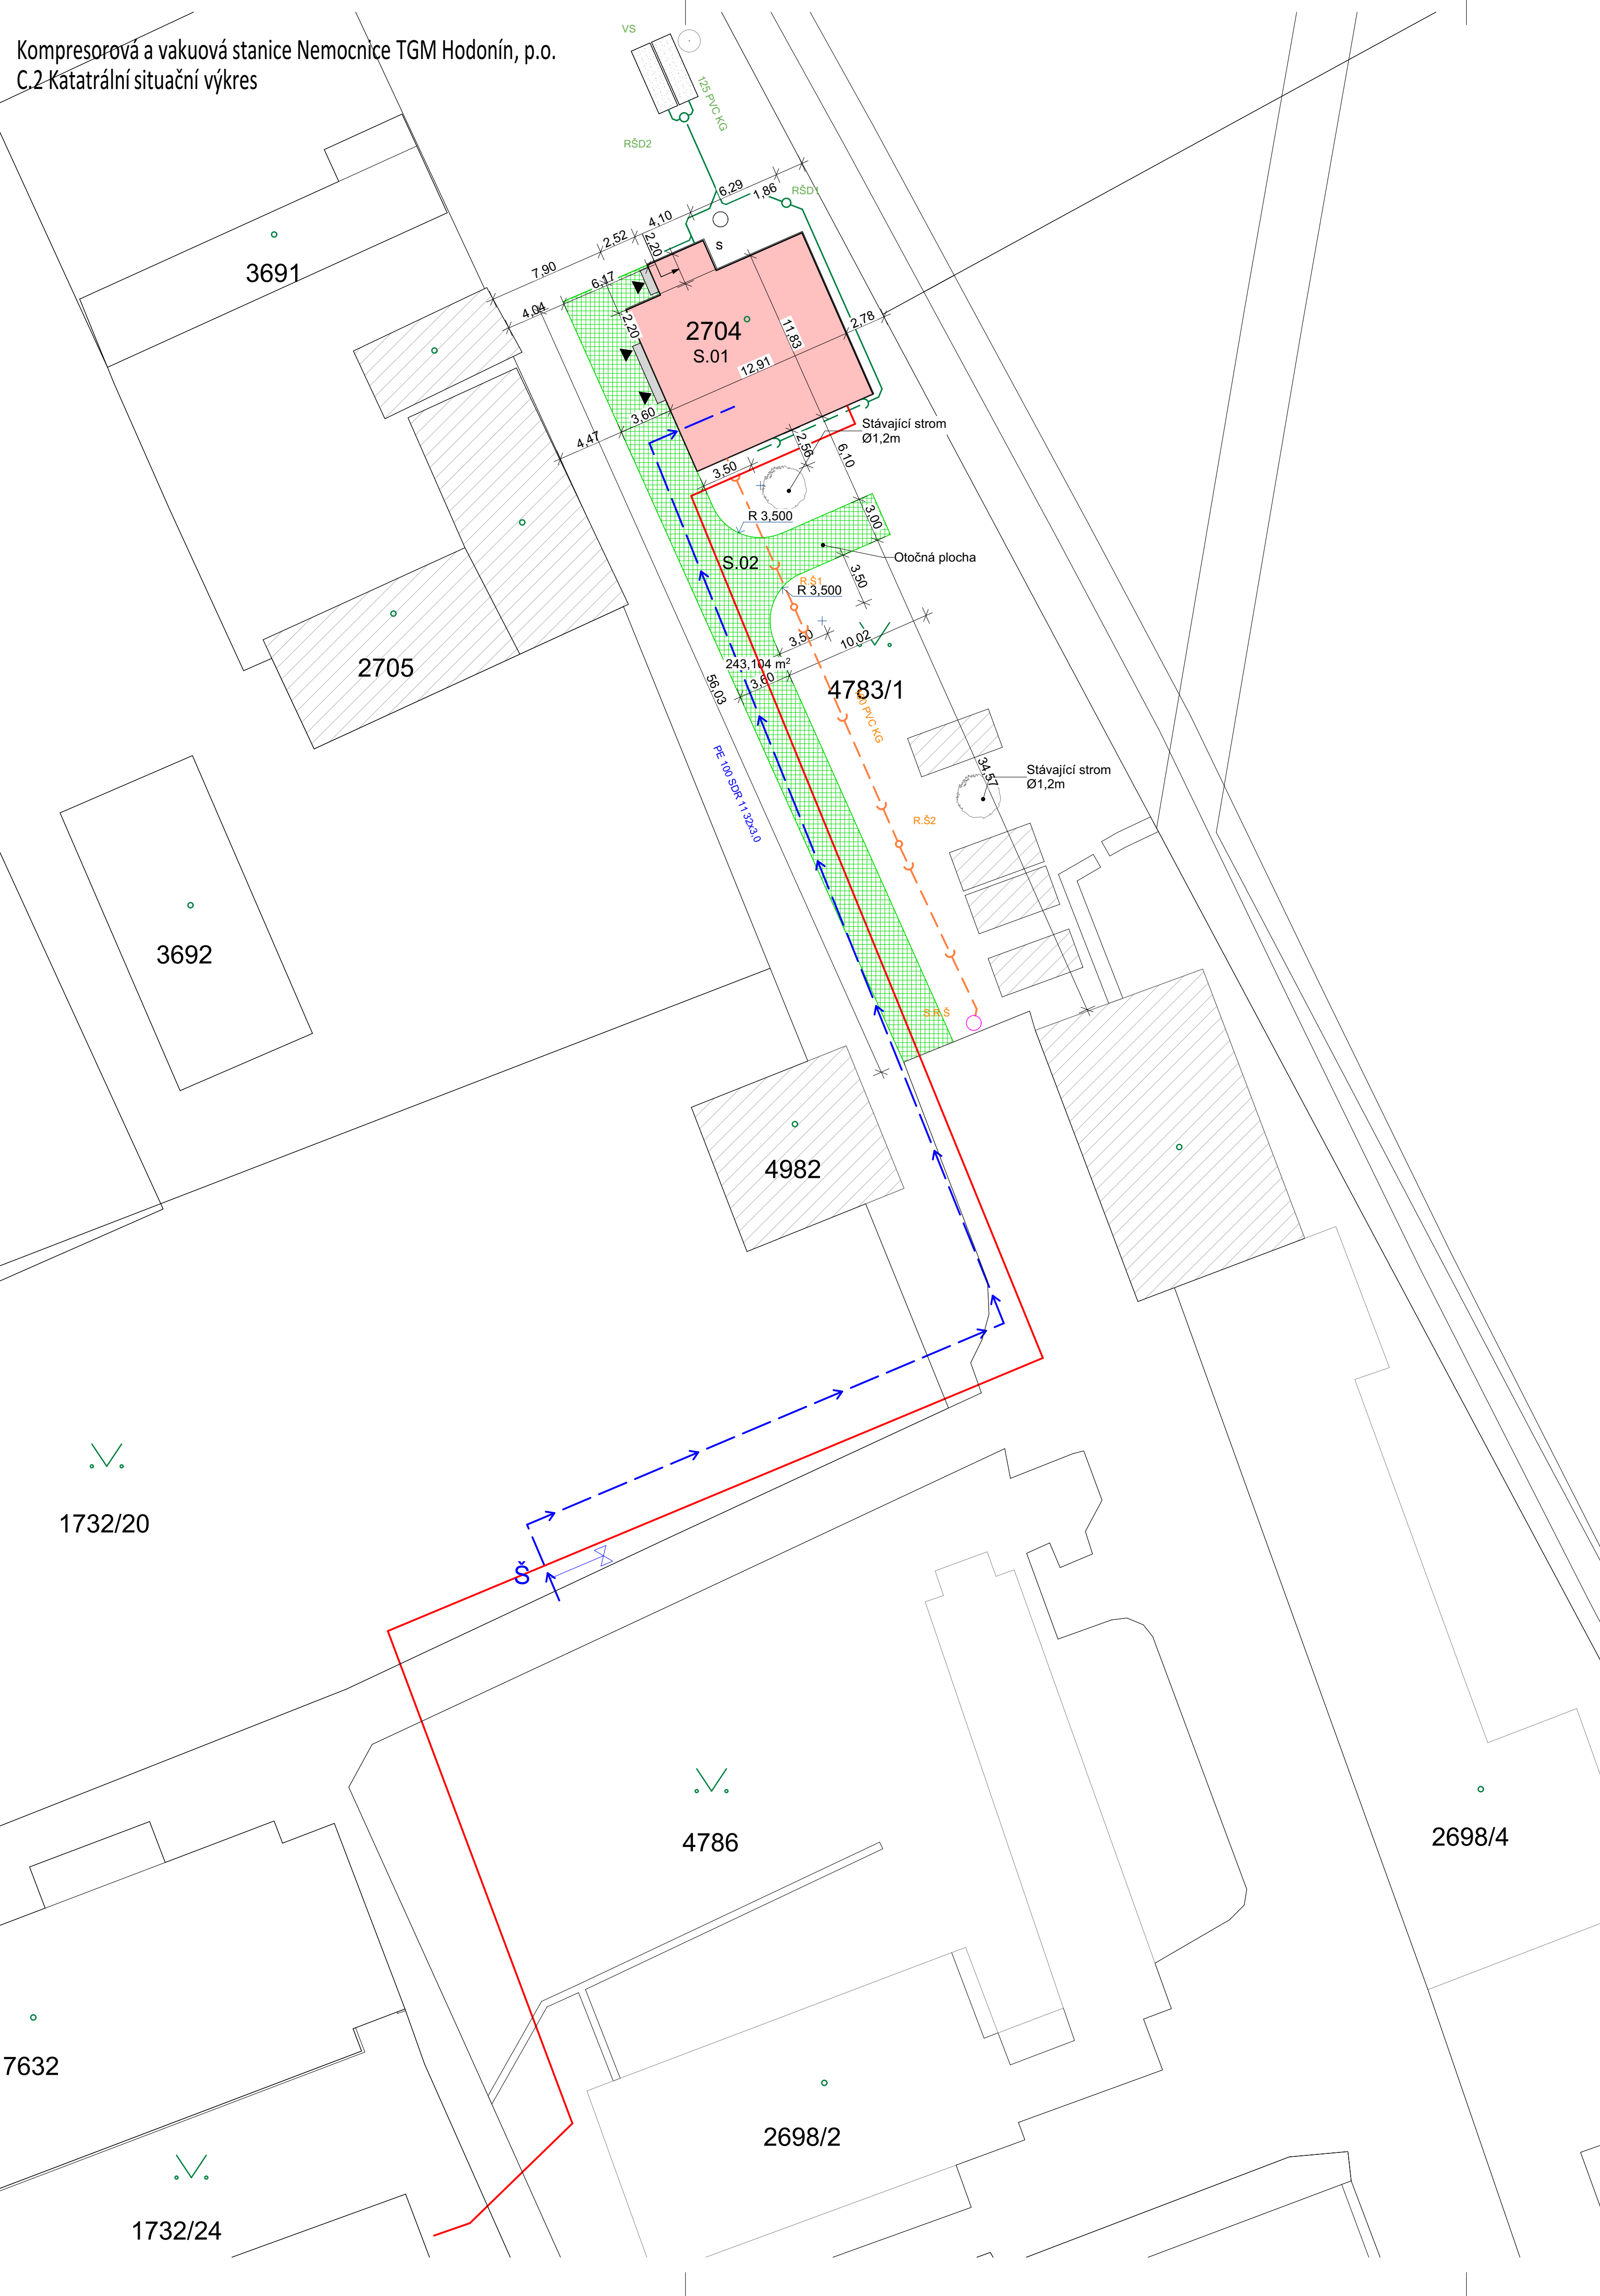 Kompresorová a vakuová stanice Nemocnice TGM Hodonín, p.o.
C.2 Katatrální situační výkres
VS
125 PVC KG
RŠD2
RŠD1
6,29
1,86
4,10
2,52
2,20
S
7,90
6,17
4,04
3691
2,20
2704
S.01
11,83
2,78
12,91
3,60
4,47
Stávající strom
Ø1,2m
2,56
6,10
3,50
R 3,500
3,00
Otočná plocha
S.02
3,50
R.Š1
R 3,500
3,50
10,02
243,104 m²
3,60
56,03
2705
4783/1
PVC KG
PE 100 SDR 11 32x3,0
34,57
Stávající strom
Ø1,2m
R.Š2
3692
S.R.Š
4982
1732/20
Š
4786
2698/4
7632
2698/2
1732/24